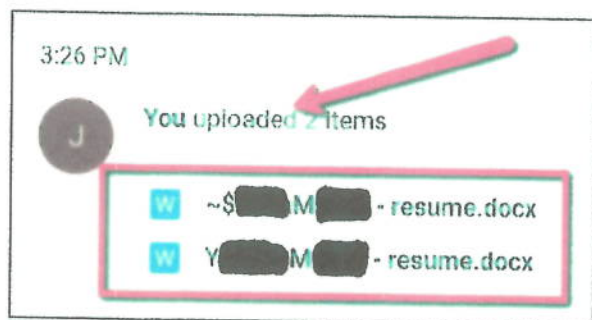 3:26 PM
J
You uploaded 2 items
W ~$ M - resume.docx
W Y M - resume.docx